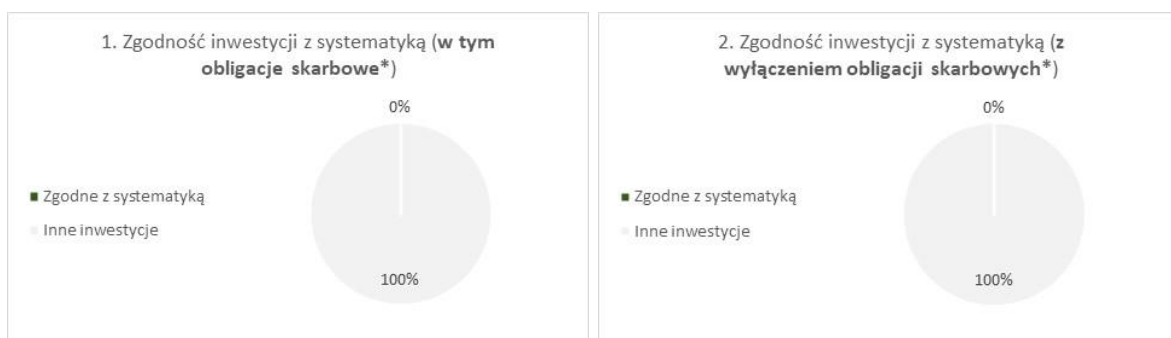 1. Zgodność inwestycji z systematyką (w tym
obligacje skarbowe*)
0%
Zgodne z systematyką
Inne inwestycje
100%
2. Zgodność inwestycji z systematyką (z
wyłączeniem obligacji skarbowych*)
0%
Zgodne z systematyką
Inne inwestycje
100%